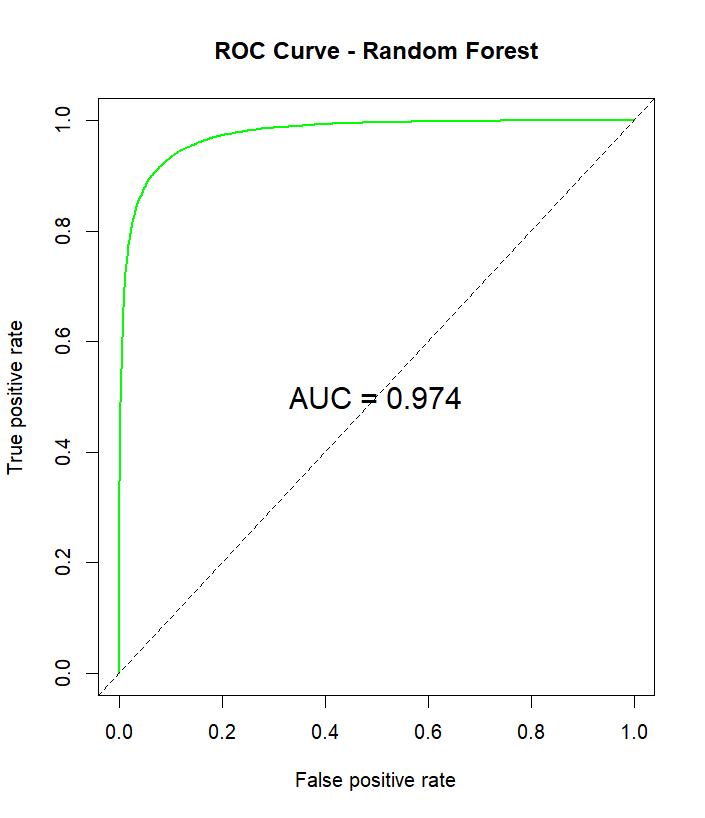 ROC Curve - Random Forest
True positive rate
1.0
0.8
0.6
0.4
0.2
0.0
AUC = 0.974
0.0 0.2 0.4 0.6 0.8 1.0
False positive rate